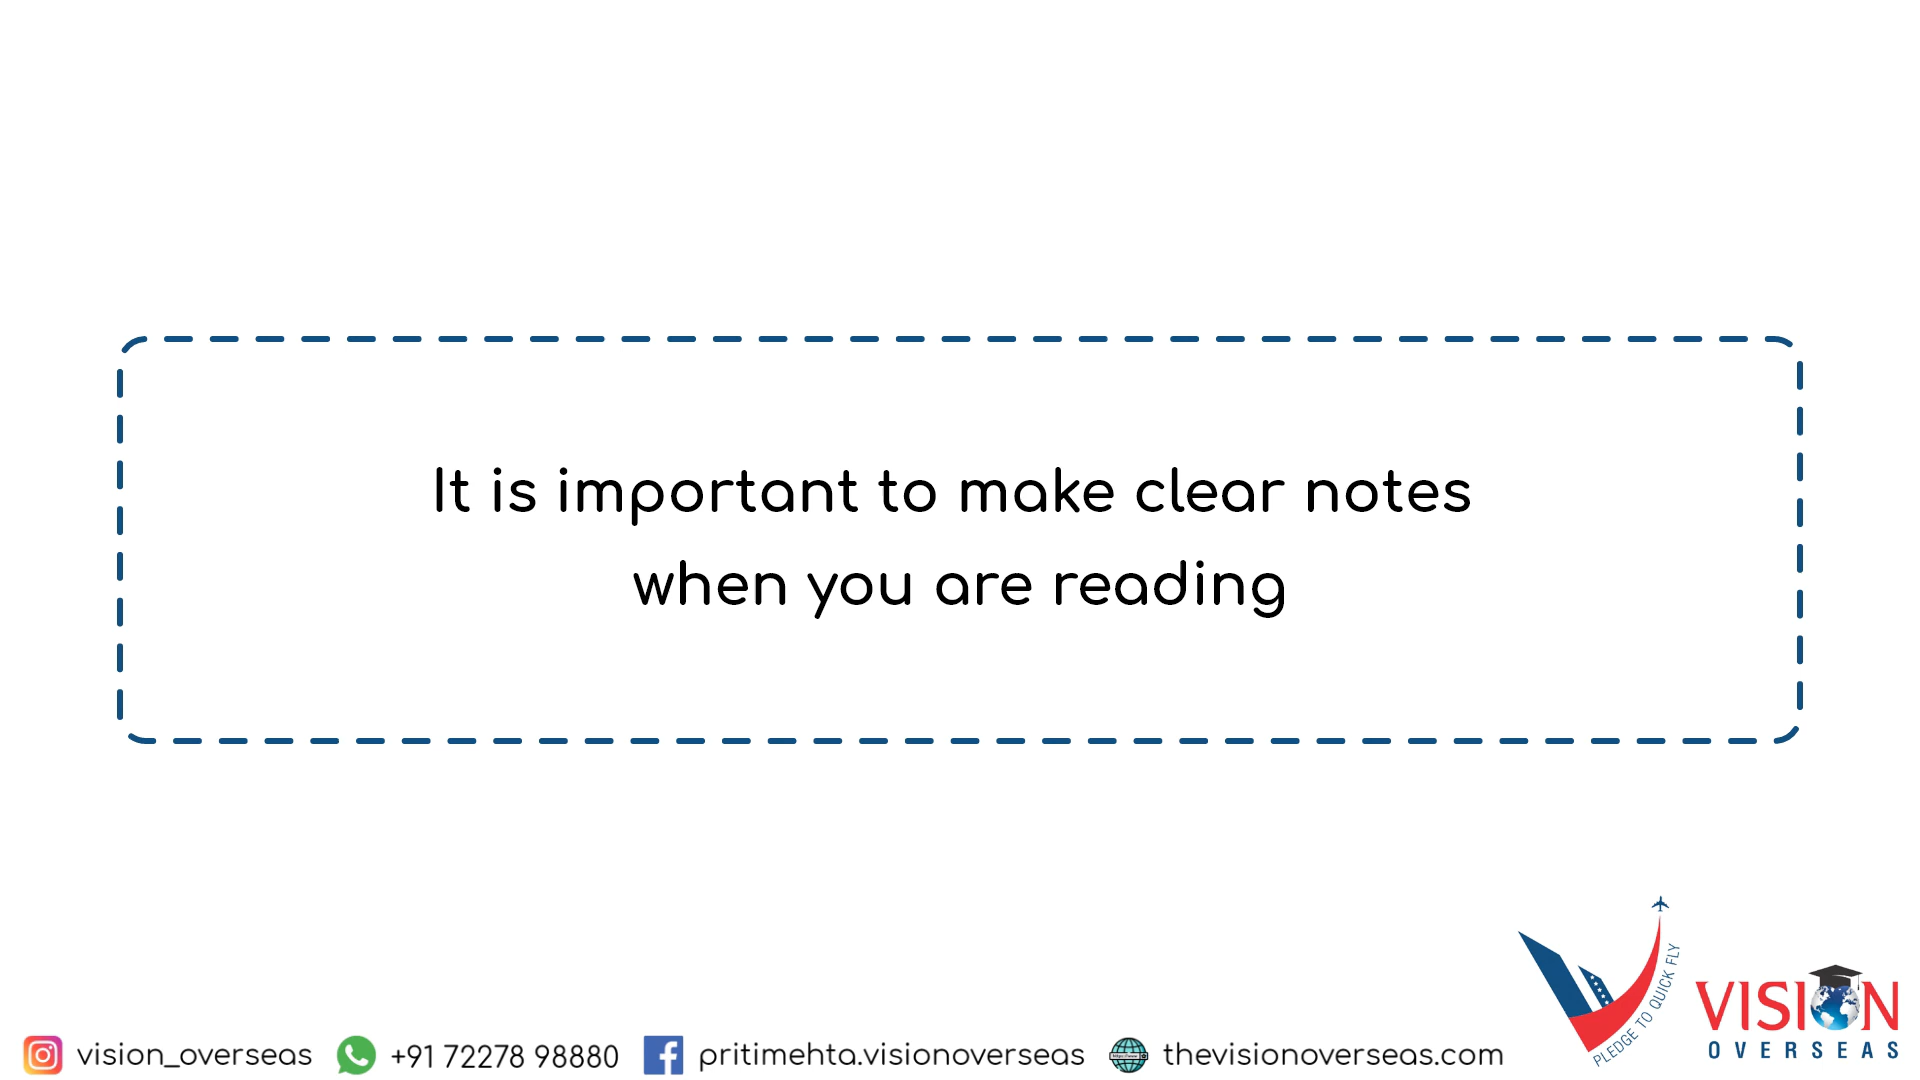 It is important to make clear notes
when you are reading
vision_overseas +91 72278 98880 pritimehta.visionoverseas thevisionoverseas.com
PLEDGE TO QUICK FLY
VISION
OVERSEAS